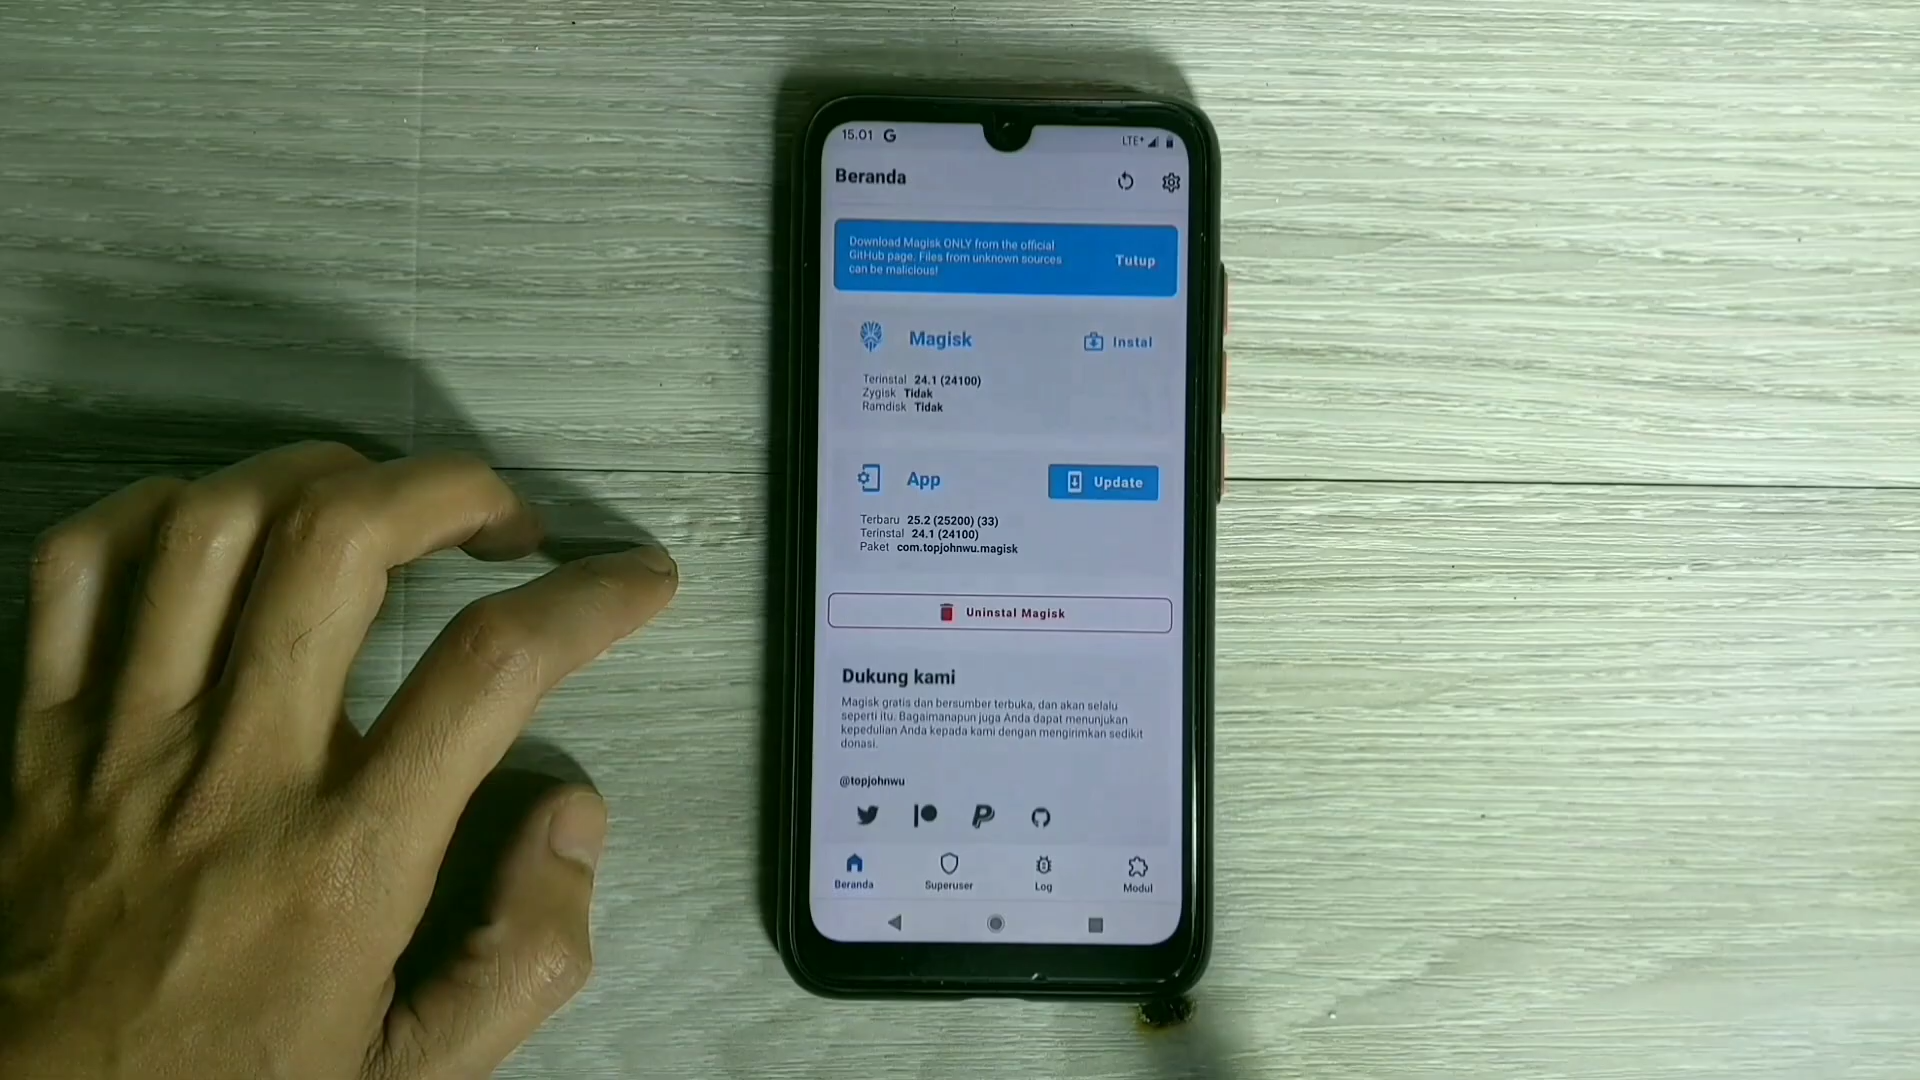 15.01 G
LTE+
Beranda
Download Magisk ONLY from the official
GitHub page. Files from unknown sources
can be malicious!
Tutup
Magisk
Instal
Terinstal 24.1 (24100)
Zygisk Tidak
Ramdisk Tidak
App
Update
Terbaru 25.2 (25200) (33)
Terinstal 24.1 (24100)
Paket com.topjohnwu.magisk
Uninstal Magisk
Dukung kami
Magisk gratis dan bersumber terbuka, dan akan selalu
seperti itu. Bagaimanapun juga Anda dapat menunjukan
kepedulian Anda kepada kami dengan mengirimkan sedikit
donasi.
@topjohnwu
Beranda
Superuser
Log
Modul